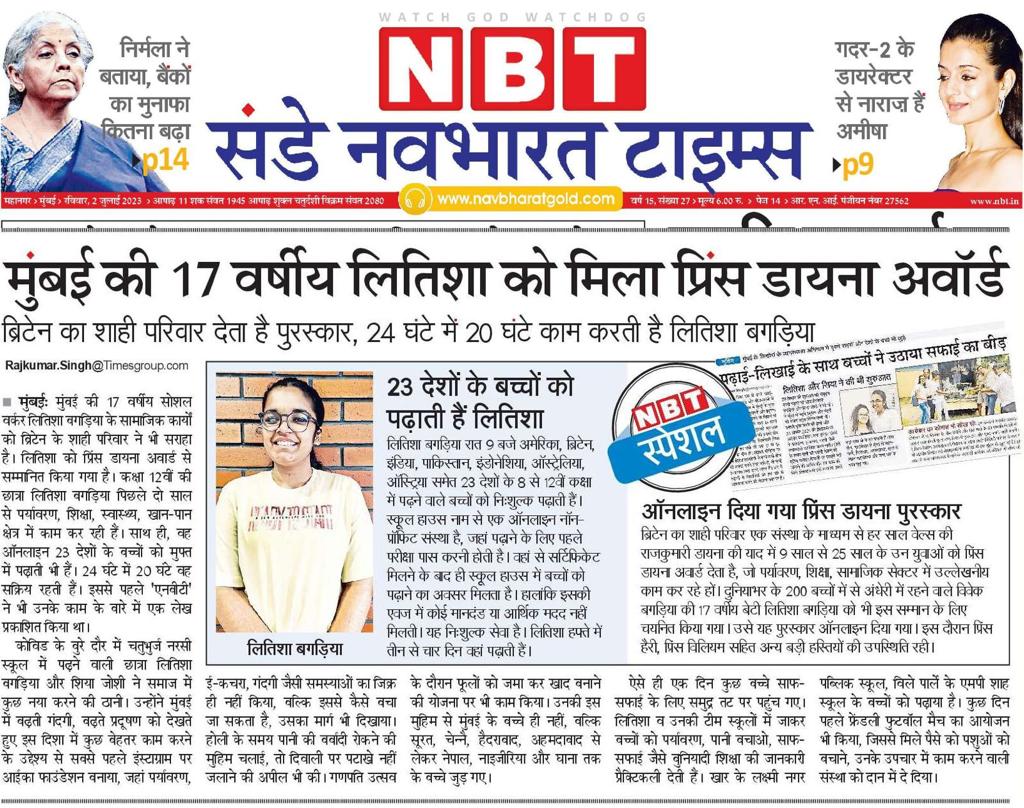 WATCH GOD WATCHDOG
निर्मला ने
बताया, बैंकों
का मुनाफा
कितना बढ़ा
p14
NBT
संडे नवभारत टाइम्स
गदर-2 के
डायरेक्टर
से नाराज़ हैं
अमीषा
p9
महानगर > मुंबई > रविवार, 2 जुलाई 2023 > आषाढ़ 11 शक संवत 1945 आषाढ़ शुक्ल चतुर्दशी विक्रम संवत 2080
www.navbharatgold.com
वर्ष 15, संख्या 27 > मूल्य 6.00 रु. > पेज 14 > आर. एन. आई. पंजीयन नंबर 27562
www.nbt.in
मुंबई की 17 वर्षीय लितिशा को मिला प्रिंस डायना अवॉर्ड
ब्रिटेन का शाही परिवार देता है पुरस्कार, 24 घंटे में 20 घंटे काम करती है लितिशा बगड़िया
Rajkumar.Singh@Timesgroup.com
■ मुंबई: मुंबई की 17 वर्षीय सोशल
वर्कर लितिशा बगड़िया के सामाजिक कार्यों
को ब्रिटेन के शाही परिवार ने भी सराहा
है। लितिशा को प्रिंस डायना अवार्ड से
सम्मानित किया गया है। कक्षा 12वीं की
छात्रा लितिशा बगड़िया पिछले दो साल
से पर्यावरण, शिक्षा, स्वास्थ्य, खान-पान
क्षेत्र में काम कर रही हैं। साथ ही, वह
ऑनलाइन 23 देशों के बच्चों को मुफ्त
में पढ़ाती भी हैं। 24 घंटे में 20 घंटे वह
सक्रिय रहती हैं। इससे पहले 'एनबीटी'
ने भी उनके काम के बारे में एक लेख
प्रकाशित किया था।
कोविड के बुरे दौर में चतुर्भुज नरसी
स्कूल में पढ़ने वाली छात्रा लितिशा
बगड़िया और शिया जोशी ने समाज में
कुछ नया करने की ठानी। उन्होंने मुंबई
में बढ़ती गंदगी, बढ़ते प्रदूषण को देखते
हुए इस दिशा में कुछ बेहतर काम करने
के उद्देश्य से सबसे पहले इंस्टाग्राम पर
आईका फाउंडेशन बनाया, जहां पर्यावरण,
लितिशा बगड़िया
23 देशों के बच्चों को
पढ़ाती हैं लितिशा
लितिशा बगड़िया रात 9 बजे अमेरिका, ब्रिटेन,
इंडिया, पाकिस्तान, इंडोनेशिया, ऑस्ट्रेलिया,
ऑस्ट्रिया समेत 23 देशों के 8 से 12वीं कक्षा
में पढ़ने वाले बच्चों को निःशुल्क पढ़ाती हैं।
स्कूल हाउस नाम से एक ऑनलाइन नॉन-
प्रॉफिट संस्था है, जहां पढ़ाने के लिए पहले
परीक्षा पास करनी होती है। वहां से सर्टिफिकेट
मिलने के बाद ही स्कूल हाउस में बच्चों को
पढ़ाने का अवसर मिलता है। हालांकि इसकी
एवज में कोई मानदंड या आर्थिक मदद नहीं
मिलती। यह निःशुल्क सेवा है। लितिशा हफ्ते में
तीन से चार दिन वहां पढ़ाती हैं।
NBT
स्पेशल
पढ़ाई-लिखाई के साथ बच्चों ने उठाया सफाई का बीड़
लितिशा और शिया ने की थी शुरुआत
ऑनलाइन दिया गया प्रिंस डायना पुरस्कार
ब्रिटेन का शाही परिवार एक संस्था के माध्यम से हर साल वेल्स की
राजकुमारी डायना की याद में 9 साल से 25 साल के उन युवाओं को प्रिंस
डायना अवार्ड देता है, जो पर्यावरण, शिक्षा, सामाजिक सेक्टर में उल्लेखनीय
काम कर रहे हों। दुनियाभर के 200 बच्चों में से अंधेरी में रहने वाले विवेक
बगड़िया की 17 वर्षीय बेटी लितिशा बगड़िया को भी इस सम्मान के लिए
चयनित किया गया। उसे यह पुरस्कार ऑनलाइन दिया गया। इस दौरान प्रिंस
हैरी, प्रिंस विलियम सहित अन्य बड़ी हस्तियों की उपस्थिति रही।
ई-कचरा, गंदगी जैसी समस्याओं का जिक्र
ही नहीं किया, बल्कि इससे कैसे बचा
जा सकता है, उसका मार्ग भी दिखाया।
होली के समय पानी की बर्बादी रोकने की
मुहिम चलाई, तो दिवाली पर पटाखे नहीं
जलाने की अपील भी की। गणपति उत्सव
के दौरान फूलों को जमा कर खाद बनाने
की योजना पर भी काम किया। उनकी इस
मुहिम से मुंबई के बच्चे ही नहीं, बल्कि
सूरत, चेन्नै, हैदराबाद, अहमदाबाद से
लेकर नेपाल, नाइजीरिया और घाना तक
के बच्चे जुड़ गए।
ऐसे ही एक दिन कुछ बच्चे साफ-
सफाई के लिए समुद्र तट पर पहुंच गए।
लितिशा व उनकी टीम स्कूलों में जाकर
बच्चों को पर्यावरण, पानी बचाओ, साफ-
सफाई जैसे बुनियादी शिक्षा की जानकारी
प्रैक्टिकली देती हैं। खार के लक्ष्मी नगर
पब्लिक स्कूल, विले पार्ले के एमपी शाह
स्कूल के बच्चों को पढ़ाया है। कुछ दिन
पहले फ्रेंडली फुटबॉल मैच का आयोजन
भी किया, जिससे मिले पैसे को पशुओं को
बचाने, उनके उपचार में काम करने वाली
संस्था को दान में दे दिया।